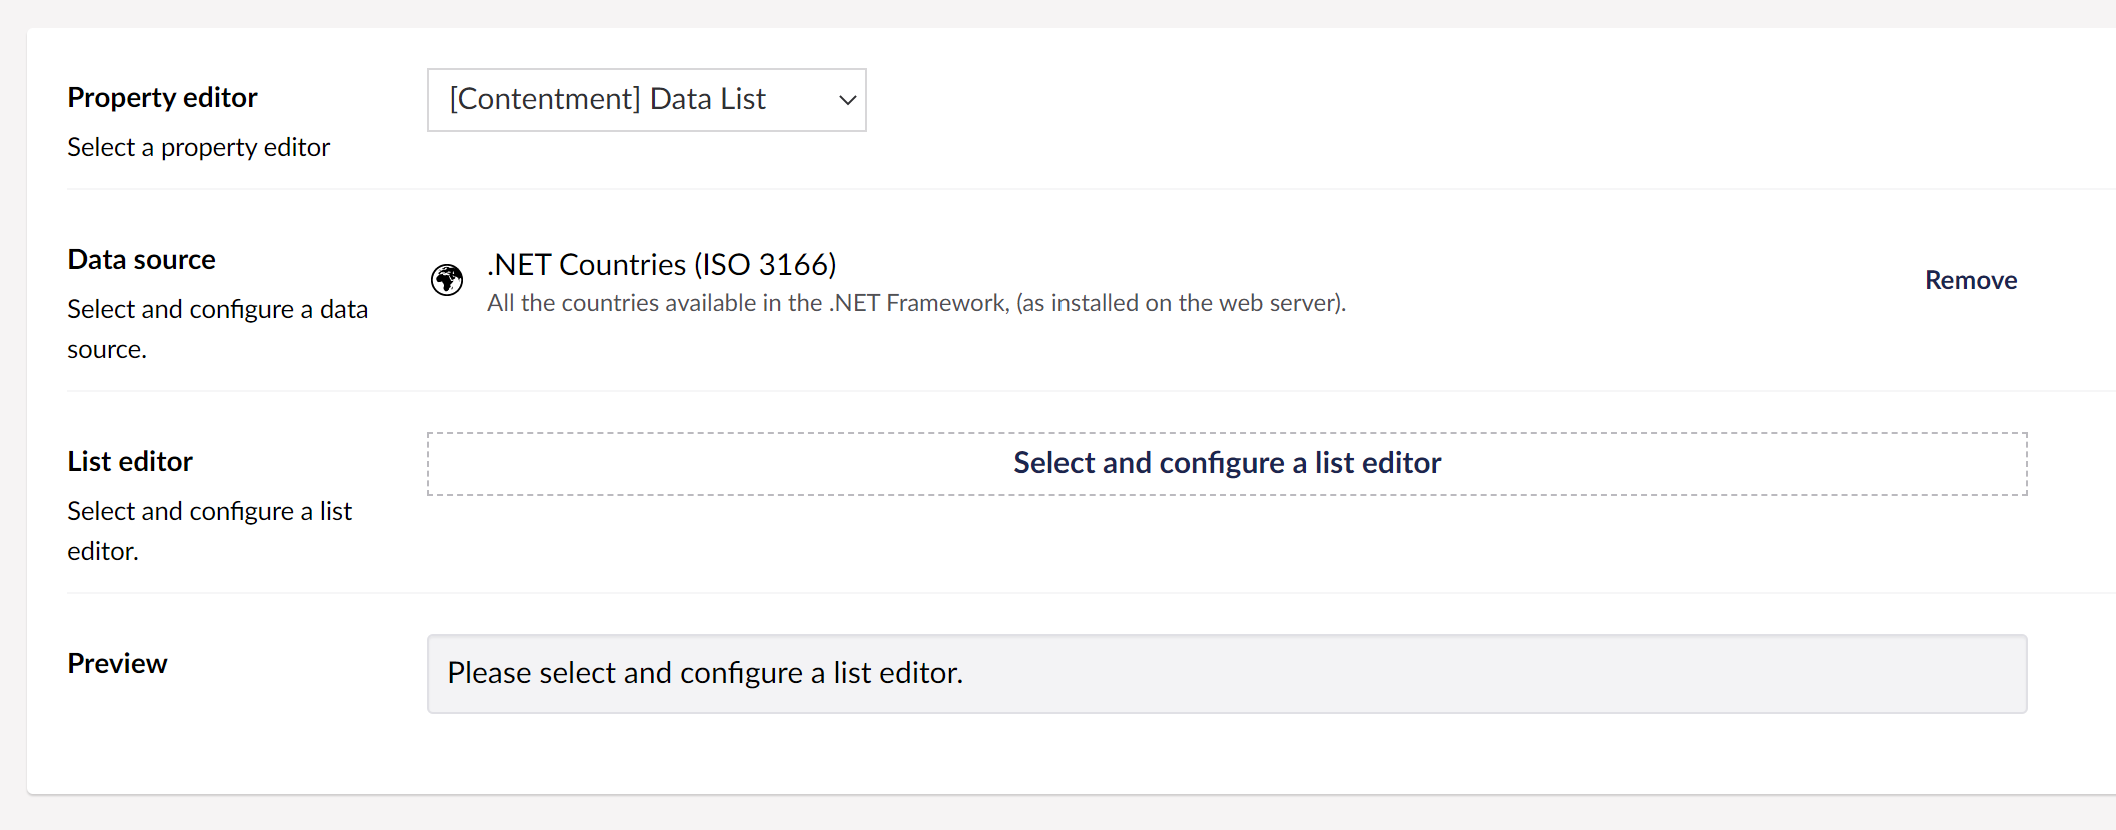 Property editor
Select a property editor
[Contentment] Data List
Data source
Select and configure a data
source.
.NET Countries (ISO 3166)
All the countries available in the .NET Framework, (as installed on the web server).
Remove
List editor
Select and configure a list
editor.
Select and configure a list editor
Preview
Please select and configure a list editor.